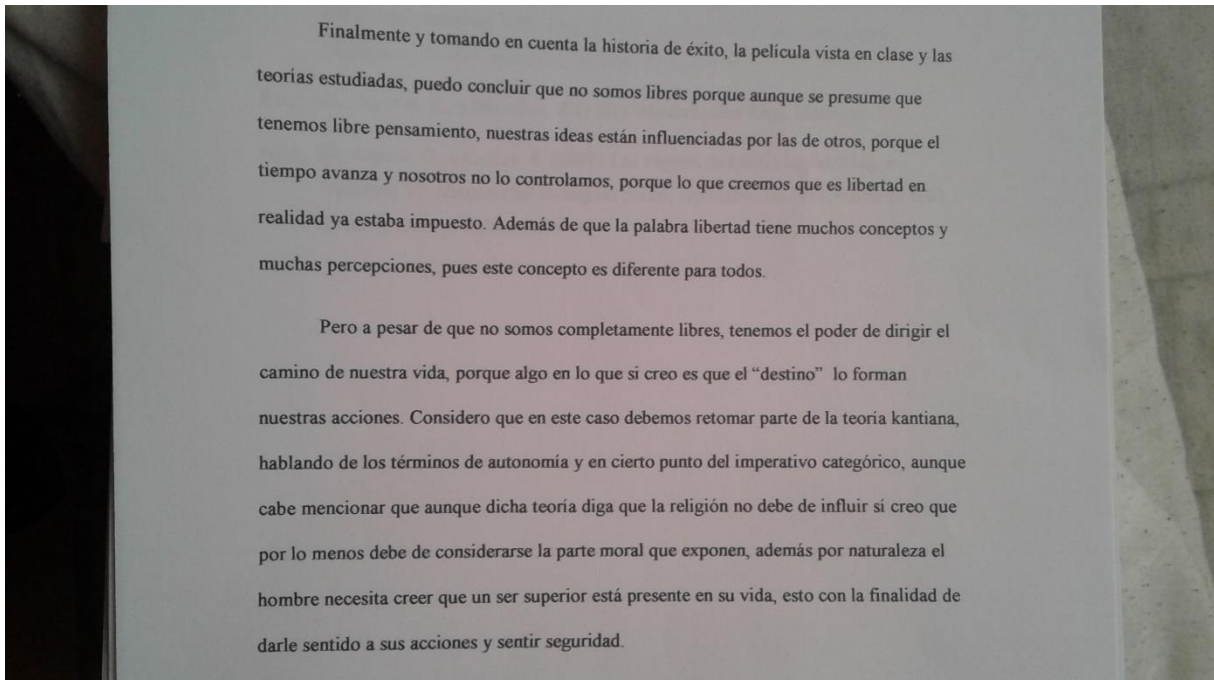 Finalmente y tomando en cuenta la historia de éxito, la película vista en clase y las
teorías estudiadas, puedo concluir que no somos libres porque aunque se presume que
tenemos libre pensamiento, nuestras ideas están influenciadas por las de otros, porque el
tiempo avanza y nosotros no lo controlamos, porque lo que creemos que es libertad en
realidad ya estaba impuesto. Además de que la palabra libertad tiene muchos conceptos y
muchas percepciones, pues este concepto es diferente para todos.
Pero a pesar de que no somos completamente libres, tenemos el poder de dirigir el
camino de nuestra vida, porque algo en lo que si creo es que el “destino” lo forman
nuestras acciones. Considero que en este caso debemos retomar parte de la teoría kantiana,
hablando de los términos de autonomía y en cierto punto del imperativo categórico, aunque
cabe mencionar que aunque dicha teoría diga que la religión no debe de influir si creo que
por lo menos debe de considerarse la parte moral que exponen, además por naturaleza el
hombre necesita creer que un ser superior está presente en su vida, esto con la finalidad de
darle sentido a sus acciones y sentir seguridad.